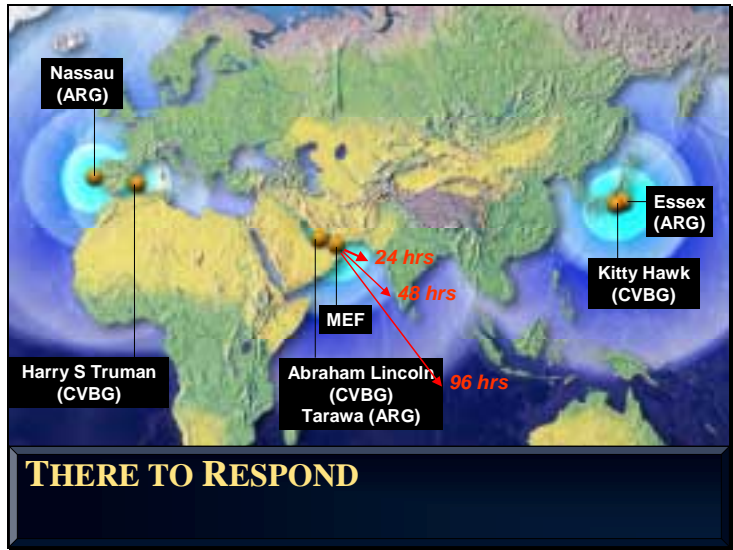 Nassau
(ARG)
Essex
(ARG)
24 hrs
Kitty Hawk
(CVBG)
48 hrs
MEF
Harry S Truman
(CVBG)
Abraham Lincoln
(CVBG)
Tarawa (ARG)
96 hrs
THERE TO RESPOND